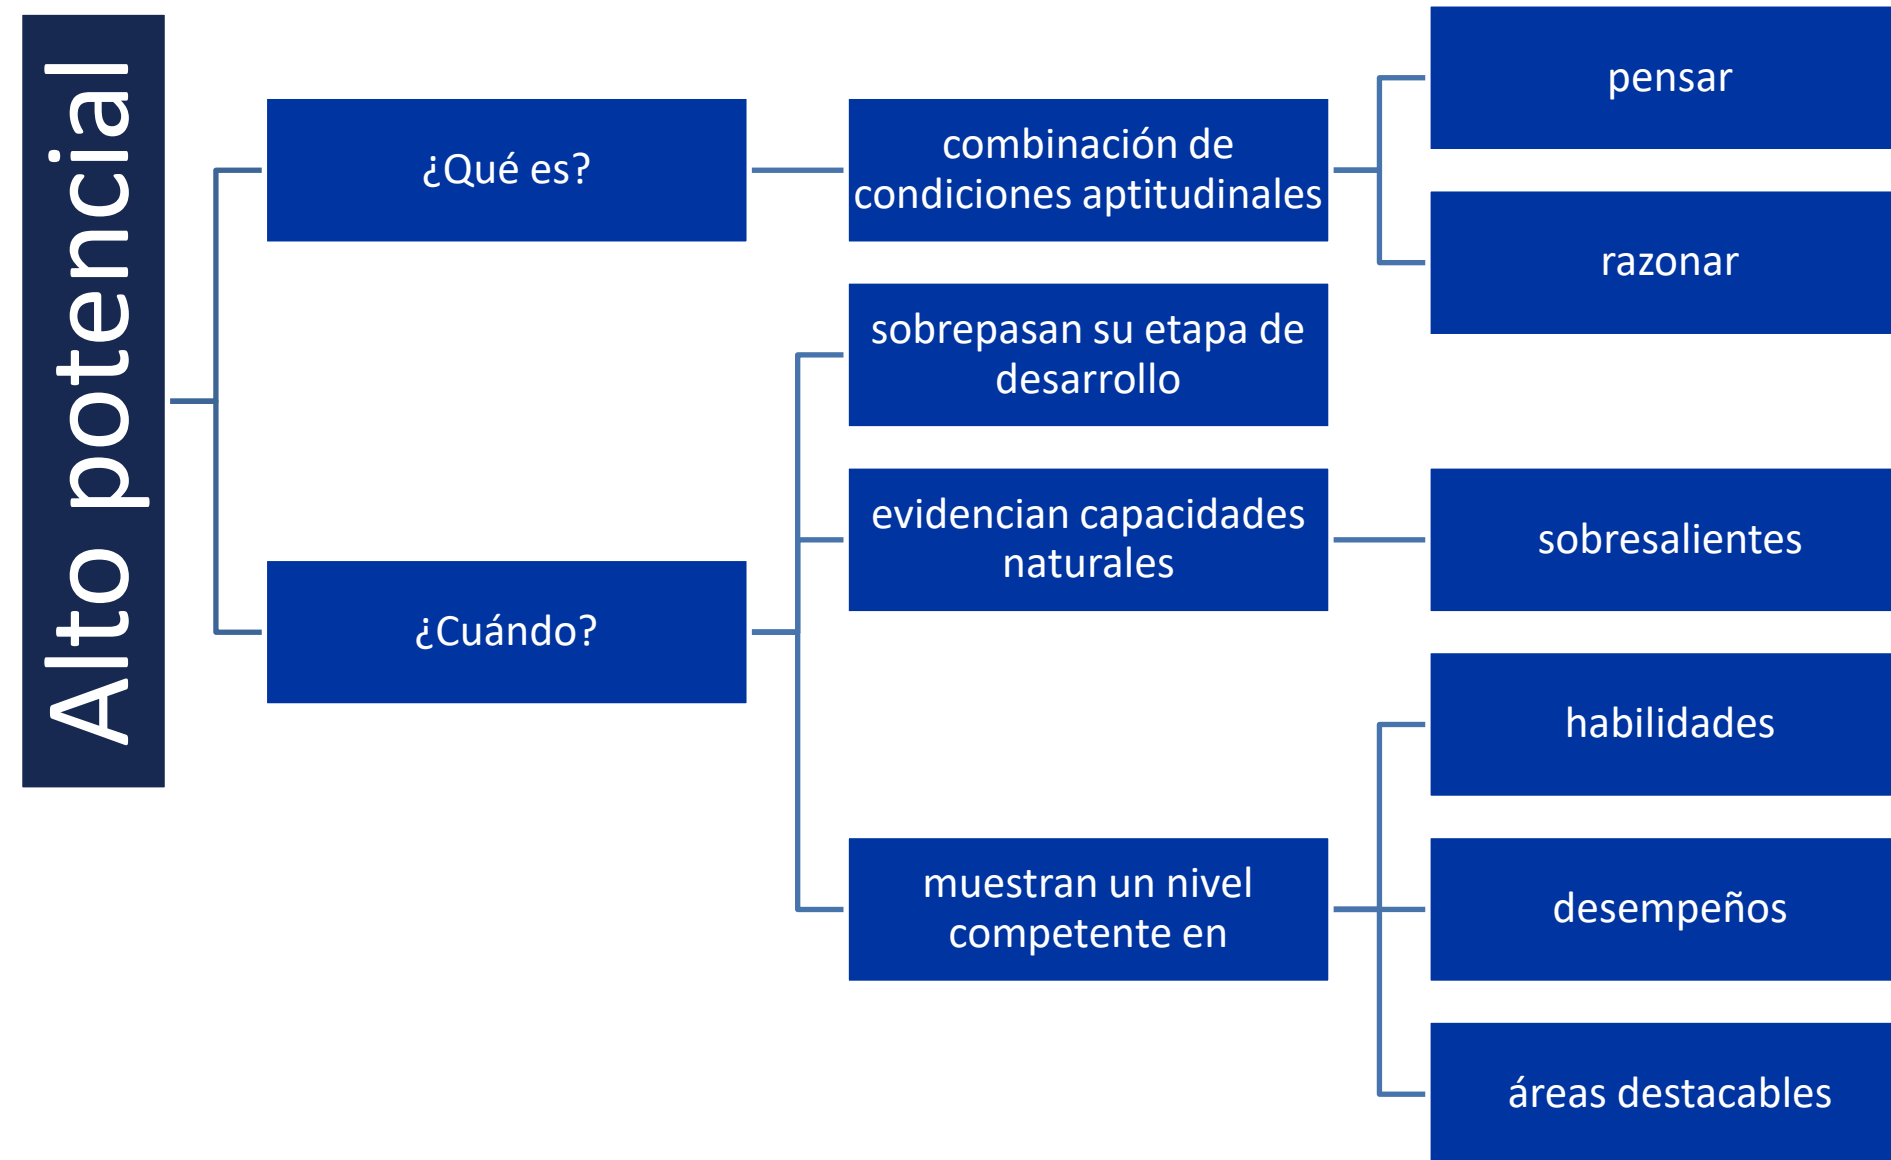 Alto potencial
¿Qué es?
combinación de
condiciones aptitudinales
pensar
razonar
¿Cuándo?
sobrepasan su etapa de
desarrollo
evidencian capacidades
naturales
sobresalientes
muestran un nivel
competente en
habilidades
desempeños
áreas destacables